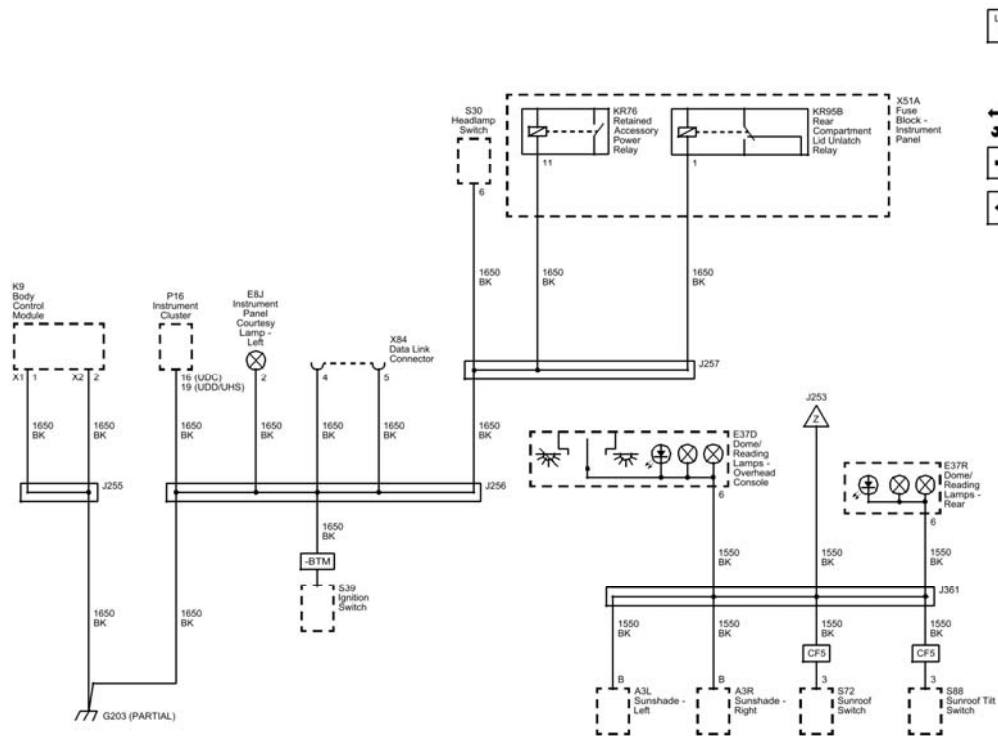 X51A
Fuse
Block -
Instrument
Panel
S30
Headlamp
Switch
6
KR76
Retained
Accessory
Power
Relay
11
KR95B
Rear
Compartment
Lid Unlatch
Relay
1
1650
BK
1650
BK
1650
BK
K9
Body
Control
Module
X1
1
X2
2
P16
Instrument
Cluster
16 (UDC)
19 (UDD/UHS)
E8J
Instrument
Panel
Courtesy
Lamp -
Left
2
X84
Data Link
Connector
4
5
J257
1650
BK
1650
BK
1650
BK
1650
BK
1650
BK
1650
BK
1650
BK
J255
J256
E37D
Dome/
Reading
Lamps -
Overhead
Console
6
J253
Z
E37R
Dome/
Reading
Lamps -
Rear
6
1650
BK
-BTM
S39
Ignition
Switch
1550
BK
1550
BK
1550
BK
J361
1650
BK
1650
BK
1550
BK
1550
BK
1550
BK
1550
BK
CF5
CF5
B
B
3
3
A3L
Sunshade -
Left
A3R
Sunshade -
Right
S72
Sunroof
Switch
S88
Sunroof Tilt
Switch
G203 (PARTIAL)